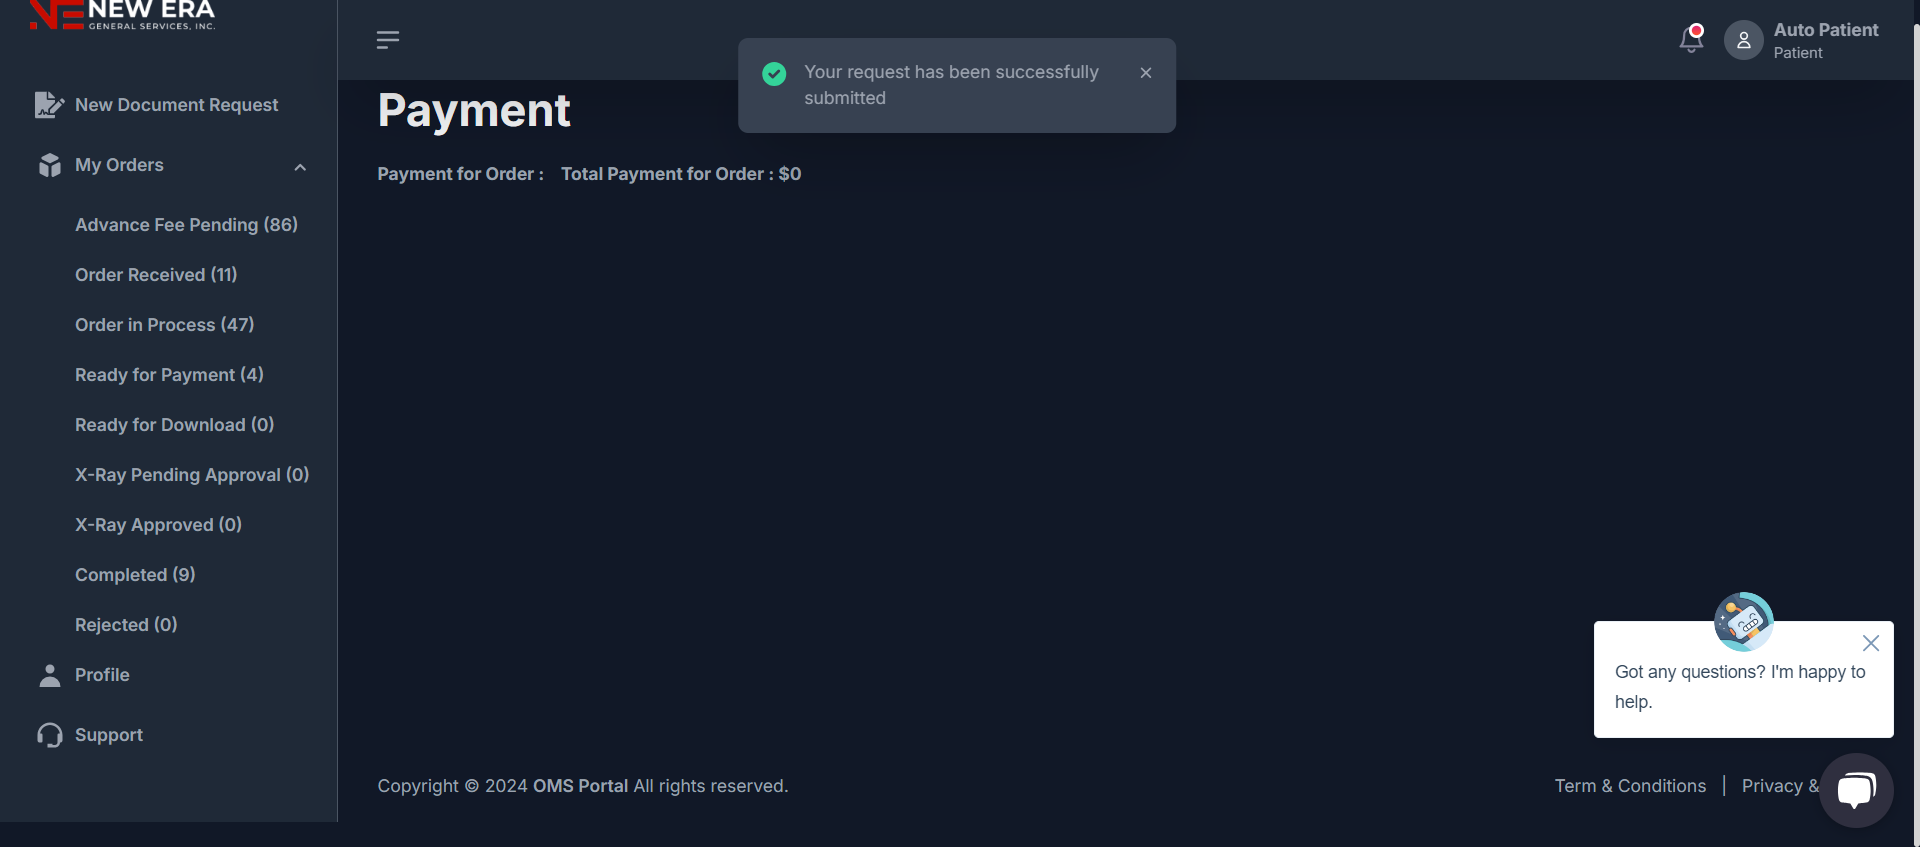 NEW ERA
GENERAL SERVICES, INC.
New Document Request
My Orders
Advance Fee Pending (86)
Order Received (11)
Order in Process (47)
Ready for Payment (4)
Ready for Download (0)
X-Ray Pending Approval (0)
X-Ray Approved (0)
Completed (9)
Rejected (0)
Profile
Support
Auto Patient
Patient
Your request has been successfully
submitted
Payment
Payment for Order : Total Payment for Order : $0
Got any questions? I'm happy to
help.
Copyright © 2024 OMS Portal All rights reserved.
Term & Conditions | Privacy &